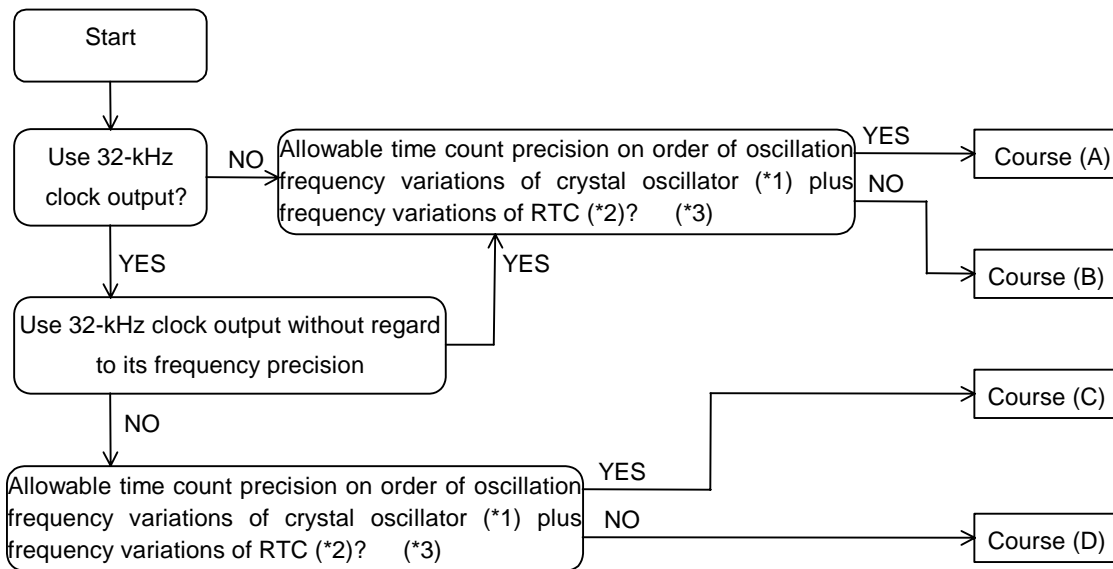 Start
Use 32-kHz
clock output?
NO
YES
Allowable time count precision on order of oscillation
frequency variations of crystal oscillator (*1) plus
frequency variations of RTC (*2)? (*3)
YES
Course (A)
NO
Course (B)
YES
Use 32-kHz clock output without regard
to its frequency precision
NO
Allowable time count precision on order of oscillation
frequency variations of crystal oscillator (*1) plus
frequency variations of RTC (*2)? (*3)
YES
Course (C)
NO
Course (D)